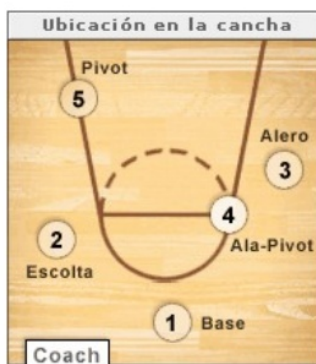 Ubicación en la cancha
Pivot
5
Alero
3
4
2
Ala-Pivot
Escolta
1 Base
Coach